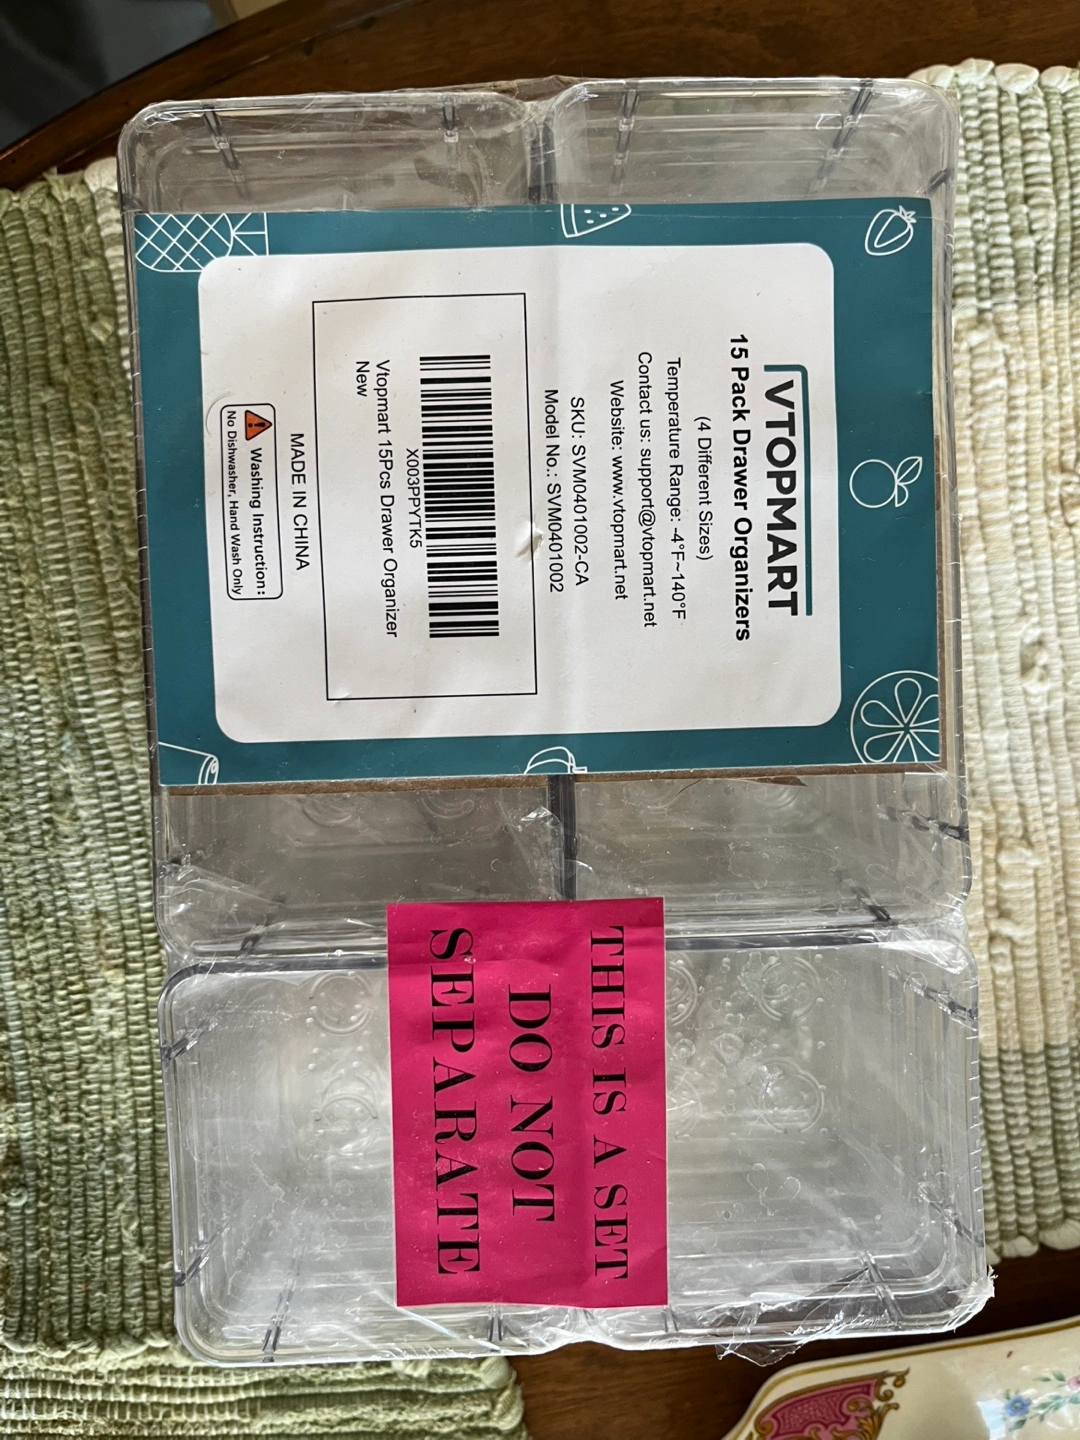 VTOPMART
15 Pack Drawer Organizers
(4 Different Sizes)
Temperature Range: -4°F~140°F
Contact us: support@vtopmart.net
Website: www.vtopmart.net
SKU: SVM0401002-CA
Model No.: SVM0401002
X003PPYTK5
Vtopmart 15Pcs Drawer Organizer
New
MADE IN CHINA
Washing Instruction:
No Dishwasher, Hand Wash Only
THIS IS A SET
DO NOT
SEPARATE